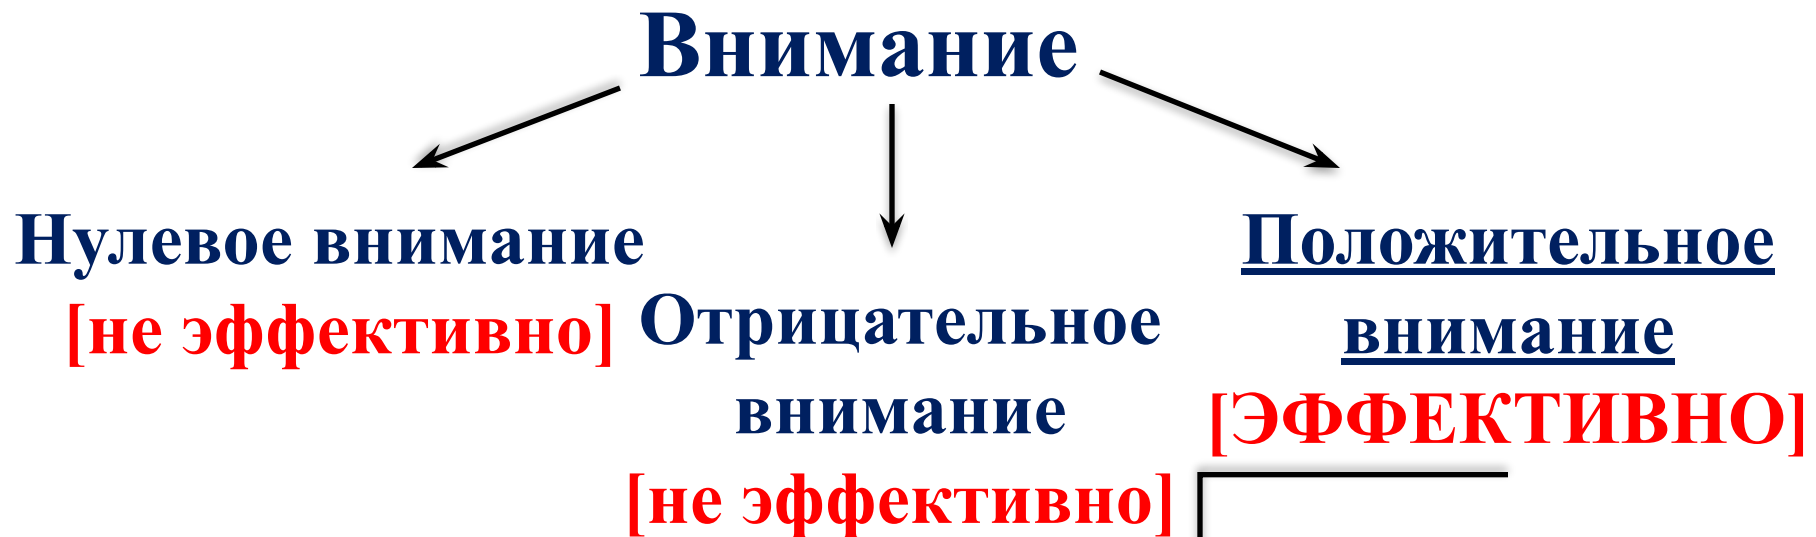 Внимание
Нулевое внимание
[не эффективно]
Отрицательное
внимание
[не эффективно]
Положительное
внимание
[ЭФФЕКТИВНО]